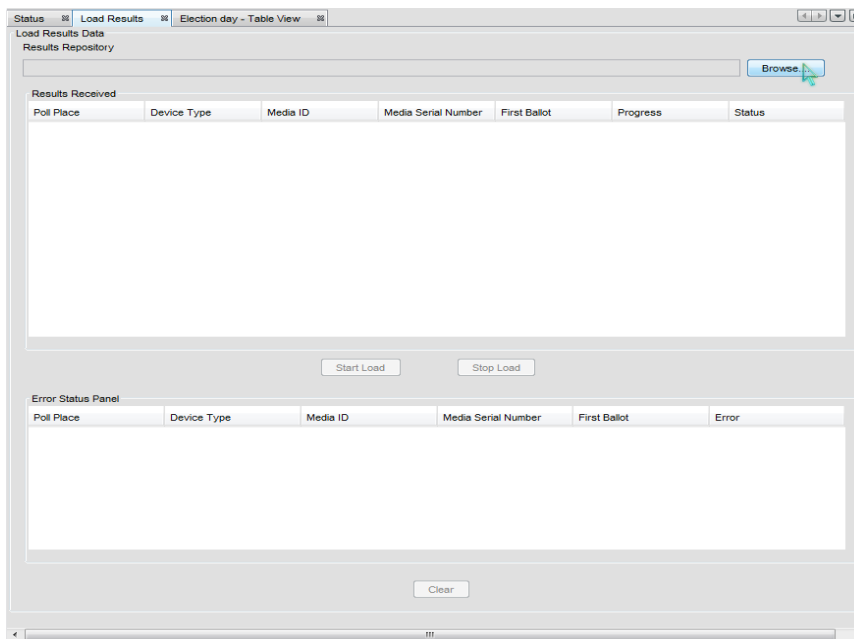 Status Load Results Election day - Table View
Load Results Data
Results Repository
Browse...
Results Received
Poll Place Device Type Media ID Media Serial Number First Ballot Progress Status
Start Load Stop Load
Error Status Panel
Poll Place Device Type Media ID Media Serial Number First Ballot Error
Clear